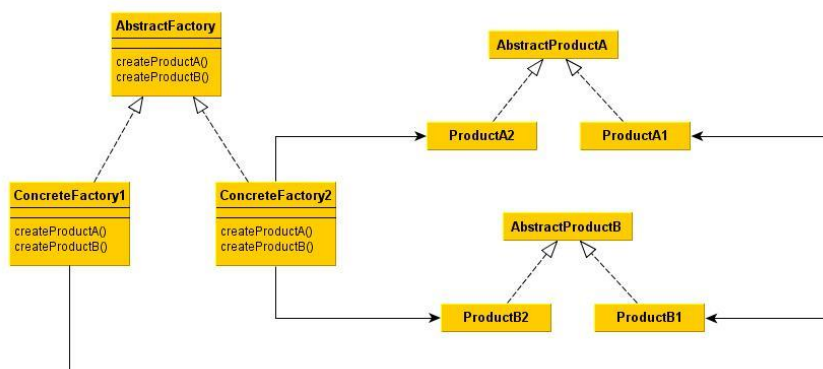 AbstractFactory
createProductA()
createProductB()
AbstractProductA
ProductA2
ProductA1
ConcreteFactory1
createProductA()
createProductB()
ConcreteFactory2
createProductA()
createProductB()
AbstractProductB
ProductB2
ProductB1